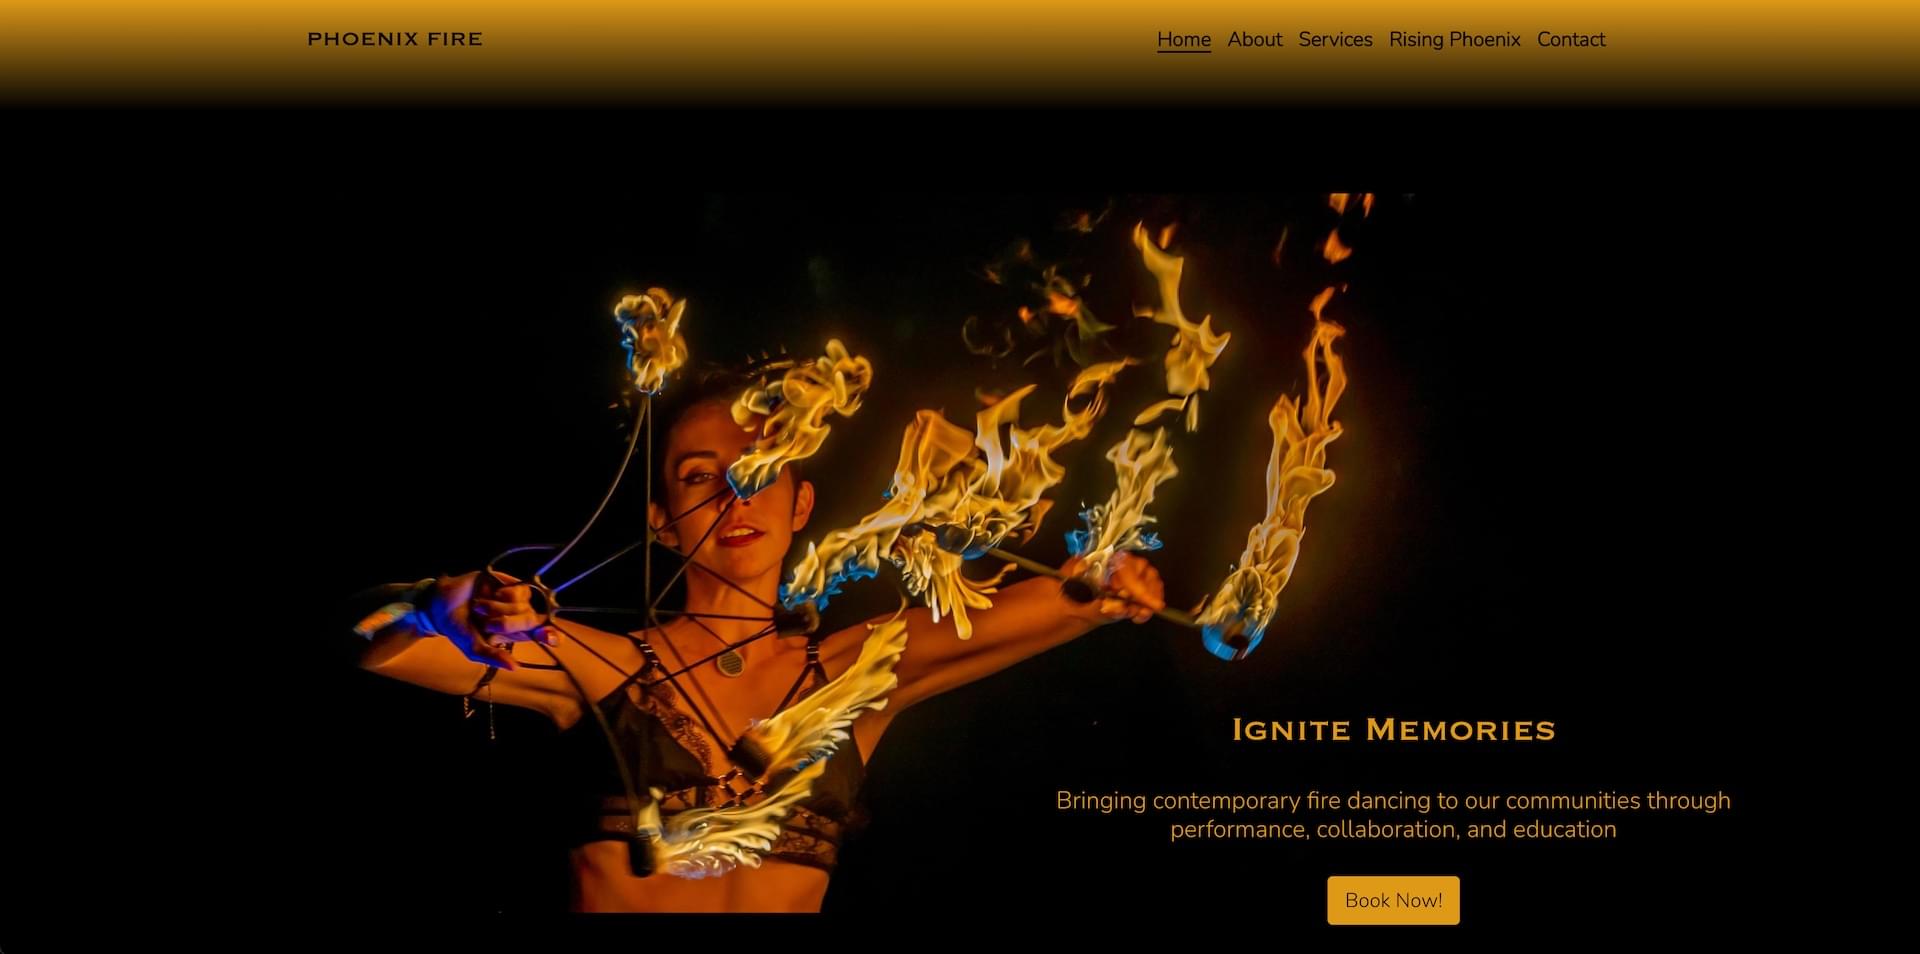 PHOENIX FIRE
Home About Services Rising Phoenix Contact
Ignite Memories
Bringing contemporary fire dancing to our communities through
performance, collaboration, and education
Book Now!